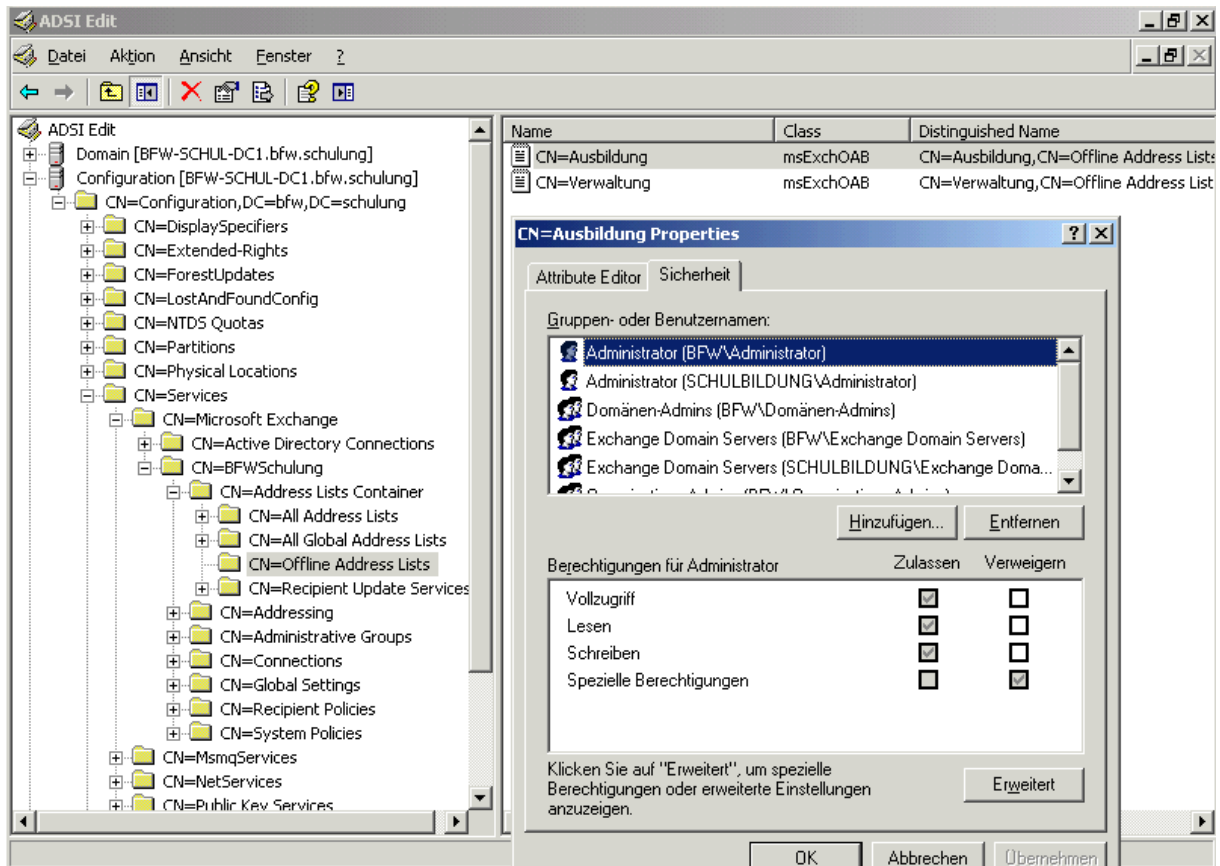 ADSI Edit
Datei Aktion Ansicht Fenster ?
ADSI Edit
Domain [BFW-SCHUL-DC1.bfw.schulung]
Configuration [BFW-SCHUL-DC1.bfw.schulung]
CN=Configuration,DC=bfw,DC=schulung
CN=DisplaySpecifiers
CN=Extended-Rights
CN=ForestUpdates
CN=LostAndFoundConfig
CN=NTDS Quotas
CN=Partitions
CN=Physical Locations
CN=Services
CN=Microsoft Exchange
CN=Active Directory Connections
CN=BFWSchulung
CN=Address Lists Container
CN=All Address Lists
CN=All Global Address Lists
CN=Offline Address Lists
CN=Recipient Update Services
CN=Addressing
CN=Administrative Groups
CN=Connections
CN=Global Settings
CN=Recipient Policies
CN=System Policies
CN=MsmqServices
CN=NetServices
CN=Public Key Services
Name Class Distinguished Name
CN=Ausbildung msExchOAB CN=Ausbildung,CN=Offline Address Lists
CN=Verwaltung msExchOAB CN=Verwaltung,CN=Offline Address List
CN=Ausbildung Properties
Attribute Editor Sicherheit
Gruppen- oder Benutzernamen:
Administrator (BFW\Administrator)
Administrator (SCHULBILDUNG\Administrator)
Domänen-Admins (BFW\Domänen-Admins)
Exchange Domain Servers (BFW\Exchange Domain Servers)
Exchange Domain Servers (SCHULBILDUNG\Exchange Doma...
Hinzufügen... Entfernen
Berechtigungen für Administrator Zulassen Verweigern
Vollzugriff
Lesen
Schreiben
Spezielle Berechtigungen
Klicken Sie auf "Erweitert", um spezielle
Berechtigungen oder erweiterte Einstellungen
anzuzeigen.
Erweitert
OK Abbrechen Übernehmen